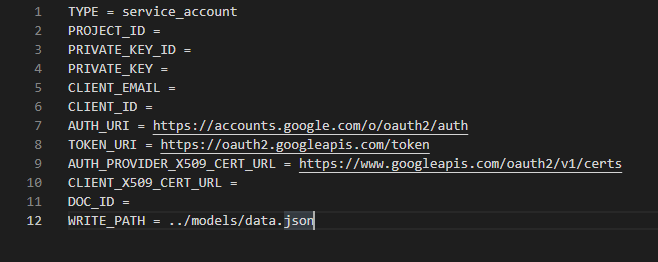 1 TYPE = service_account
2 PROJECT_ID =
3 PRIVATE_KEY_ID =
4 PRIVATE_KEY =
5 CLIENT_EMAIL =
6 CLIENT_ID =
7 AUTH_URI = https://accounts.google.com/o/oauth2/auth
8 TOKEN_URI = https://oauth2.googleapis.com/token
9 AUTH_PROVIDER_X509_CERT_URL = https://www.googleapis.com/oauth2/v1/certs
10 CLIENT_X509_CERT_URL =
11 DOC_ID =
12 WRITE_PATH = ../models/data.json